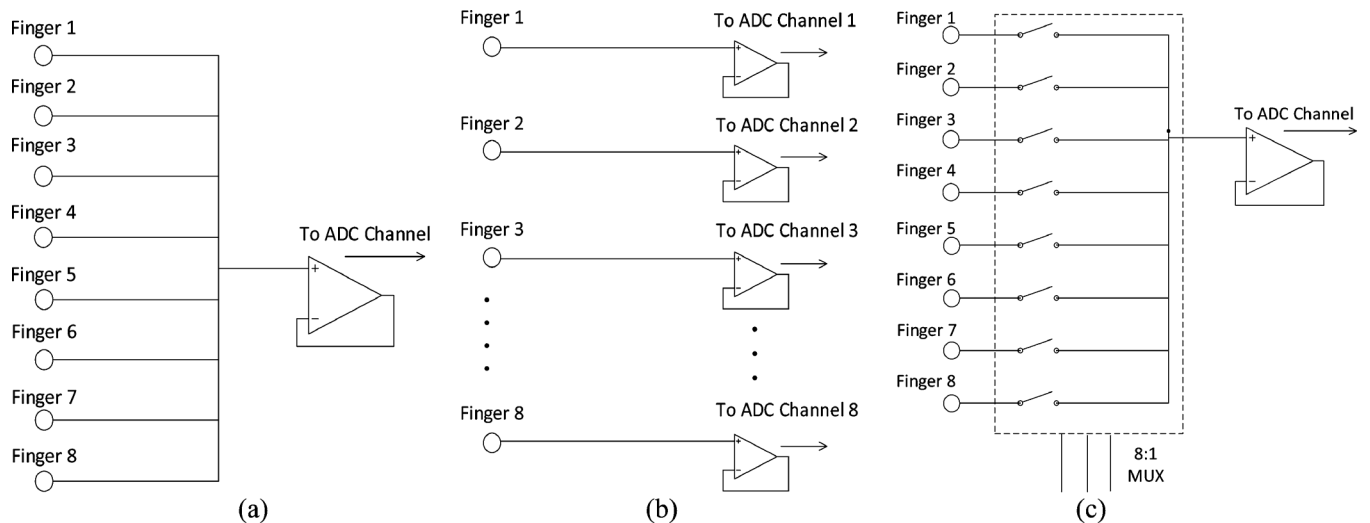 Finger 1
Finger 2
Finger 3
Finger 4
Finger 5
Finger 6
Finger 7
Finger 8
To ADC Channel
+
−
(a)
Finger 1
To ADC Channel 1
+
−
Finger 2
To ADC Channel 2
+
−
Finger 3
To ADC Channel 3
+
−
Finger 8
To ADC Channel 8
+
−
(b)
Finger 1
Finger 2
Finger 3
Finger 4
Finger 5
Finger 6
Finger 7
Finger 8
To ADC Channel
+
−
8:1
MUX
(c)